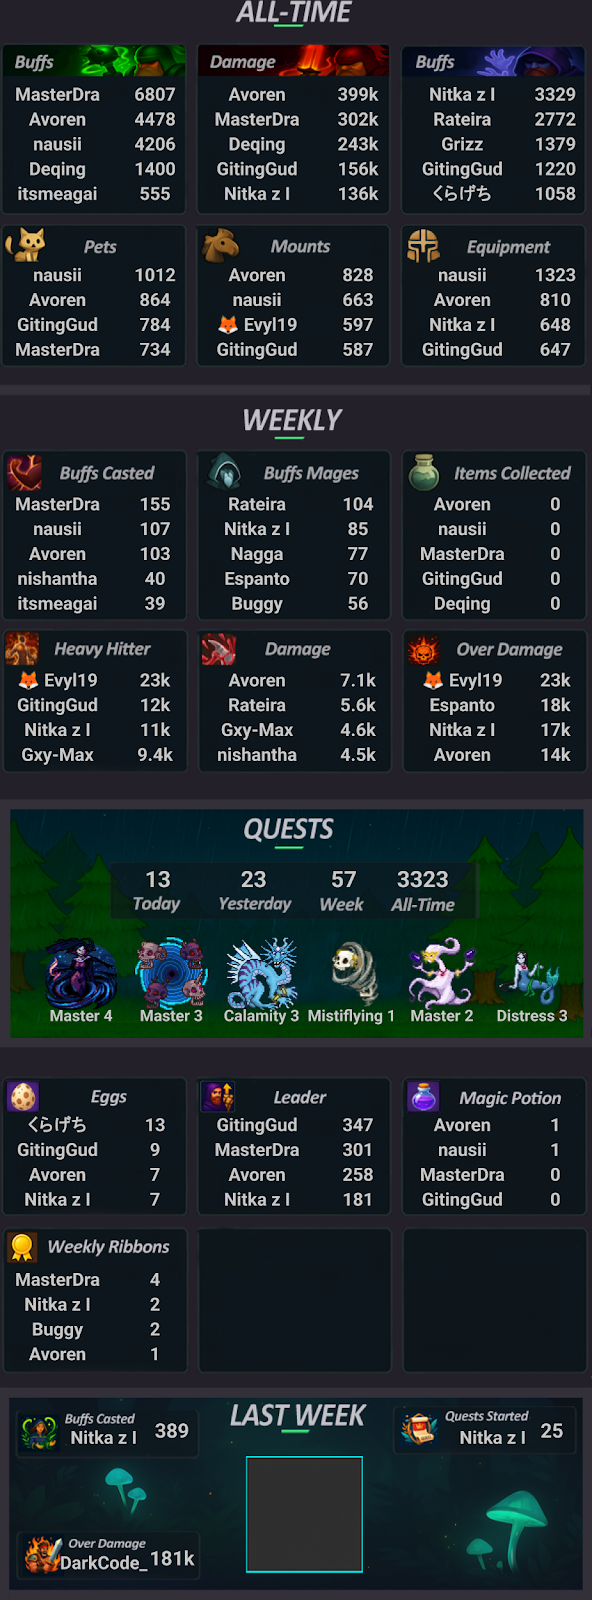 ALL-TIME
Buffs
MasterDra 6807
Avoren 4478
nausii 4206
Deqing 1400
itsmeagai 555
Damage
Avoren 399k
MasterDra 302k
Deqing 243k
GitingGud 156k
Nitka z l 136k
Buffs
Nitka z l 3329
Rateira 2772
Grizz 1379
GitingGud 1220
くらげち 1058
Pets
nausii 1012
Avoren 864
GitingGud 784
MasterDra 734
Mounts
Avoren 828
nausii 663
🦊 Evyl19 597
GitingGud 587
Equipment
nausii 1323
Avoren 810
Nitka z l 648
GitingGud 647
WEEKLY
Buffs Casted
MasterDra 155
nausii 107
Avoren 103
nishantha 40
itsmeagai 39
Buffs Mages
Rateira 104
Nitka z l 85
Nagga 77
Espanto 70
Buggy 56
Items Collected
Avoren 0
nausii 0
MasterDra 0
GitingGud 0
Deqing 0
Heavy Hitter
🦊 Evyl19 23k
GitingGud 12k
Nitka z l 11k
Gxy-Max 9.4k
Damage
Avoren 7.1k
Rateira 5.6k
Gxy-Max 4.6k
nishantha 4.5k
Over Damage
🦊 Evyl19 23k
Espanto 18k
Nitka z l 17k
Avoren 14k
QUESTS
13 23 57 3323
Today Yesterday Week All-Time
Master 4 Master 3 Calamity 3 Mistiflying 1 Master 2 Distress 3
Eggs
くらげち 13
GitingGud 9
Avoren 7
Nitka z l 7
Leader
GitingGud 347
MasterDra 301
Avoren 258
Nitka z l 181
Magic Potion
Avoren 1
nausii 1
MasterDra 0
GitingGud 0
Weekly Ribbons
MasterDra 4
Nitka z l 2
Buggy 2
Avoren 1
LAST WEEK
Buffs Casted
Nitka z l 389
Quests Started
Nitka z l 25
Over Damage
DarkCode_ 181k